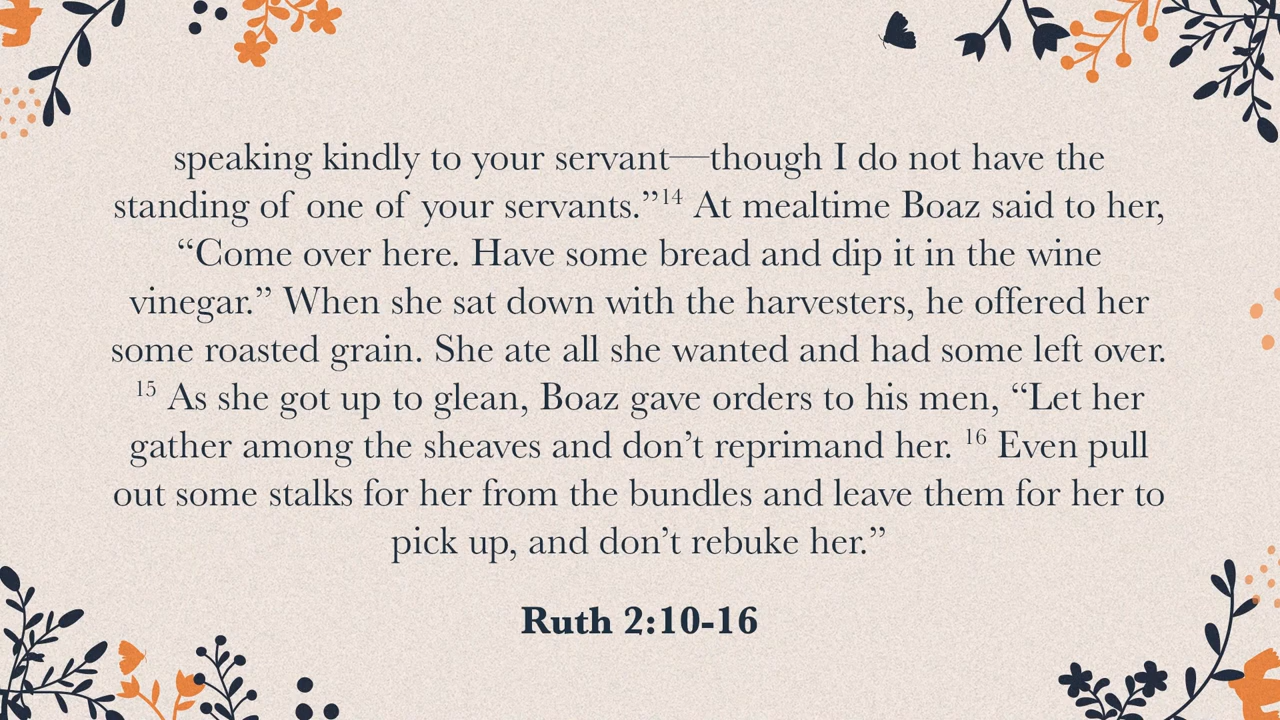 speaking kindly to your servant—though I do not have the
standing of one of your servants.”14 At mealtime Boaz said to her,
“Come over here. Have some bread and dip it in the wine
vinegar.” When she sat down with the harvesters, he offered her
some roasted grain. She ate all she wanted and had some left over.
15 As she got up to glean, Boaz gave orders to his men, “Let her
gather among the sheaves and don’t reprimand her. 16 Even pull
out some stalks for her from the bundles and leave them for her to
pick up, and don’t rebuke her.”
Ruth 2:10-16